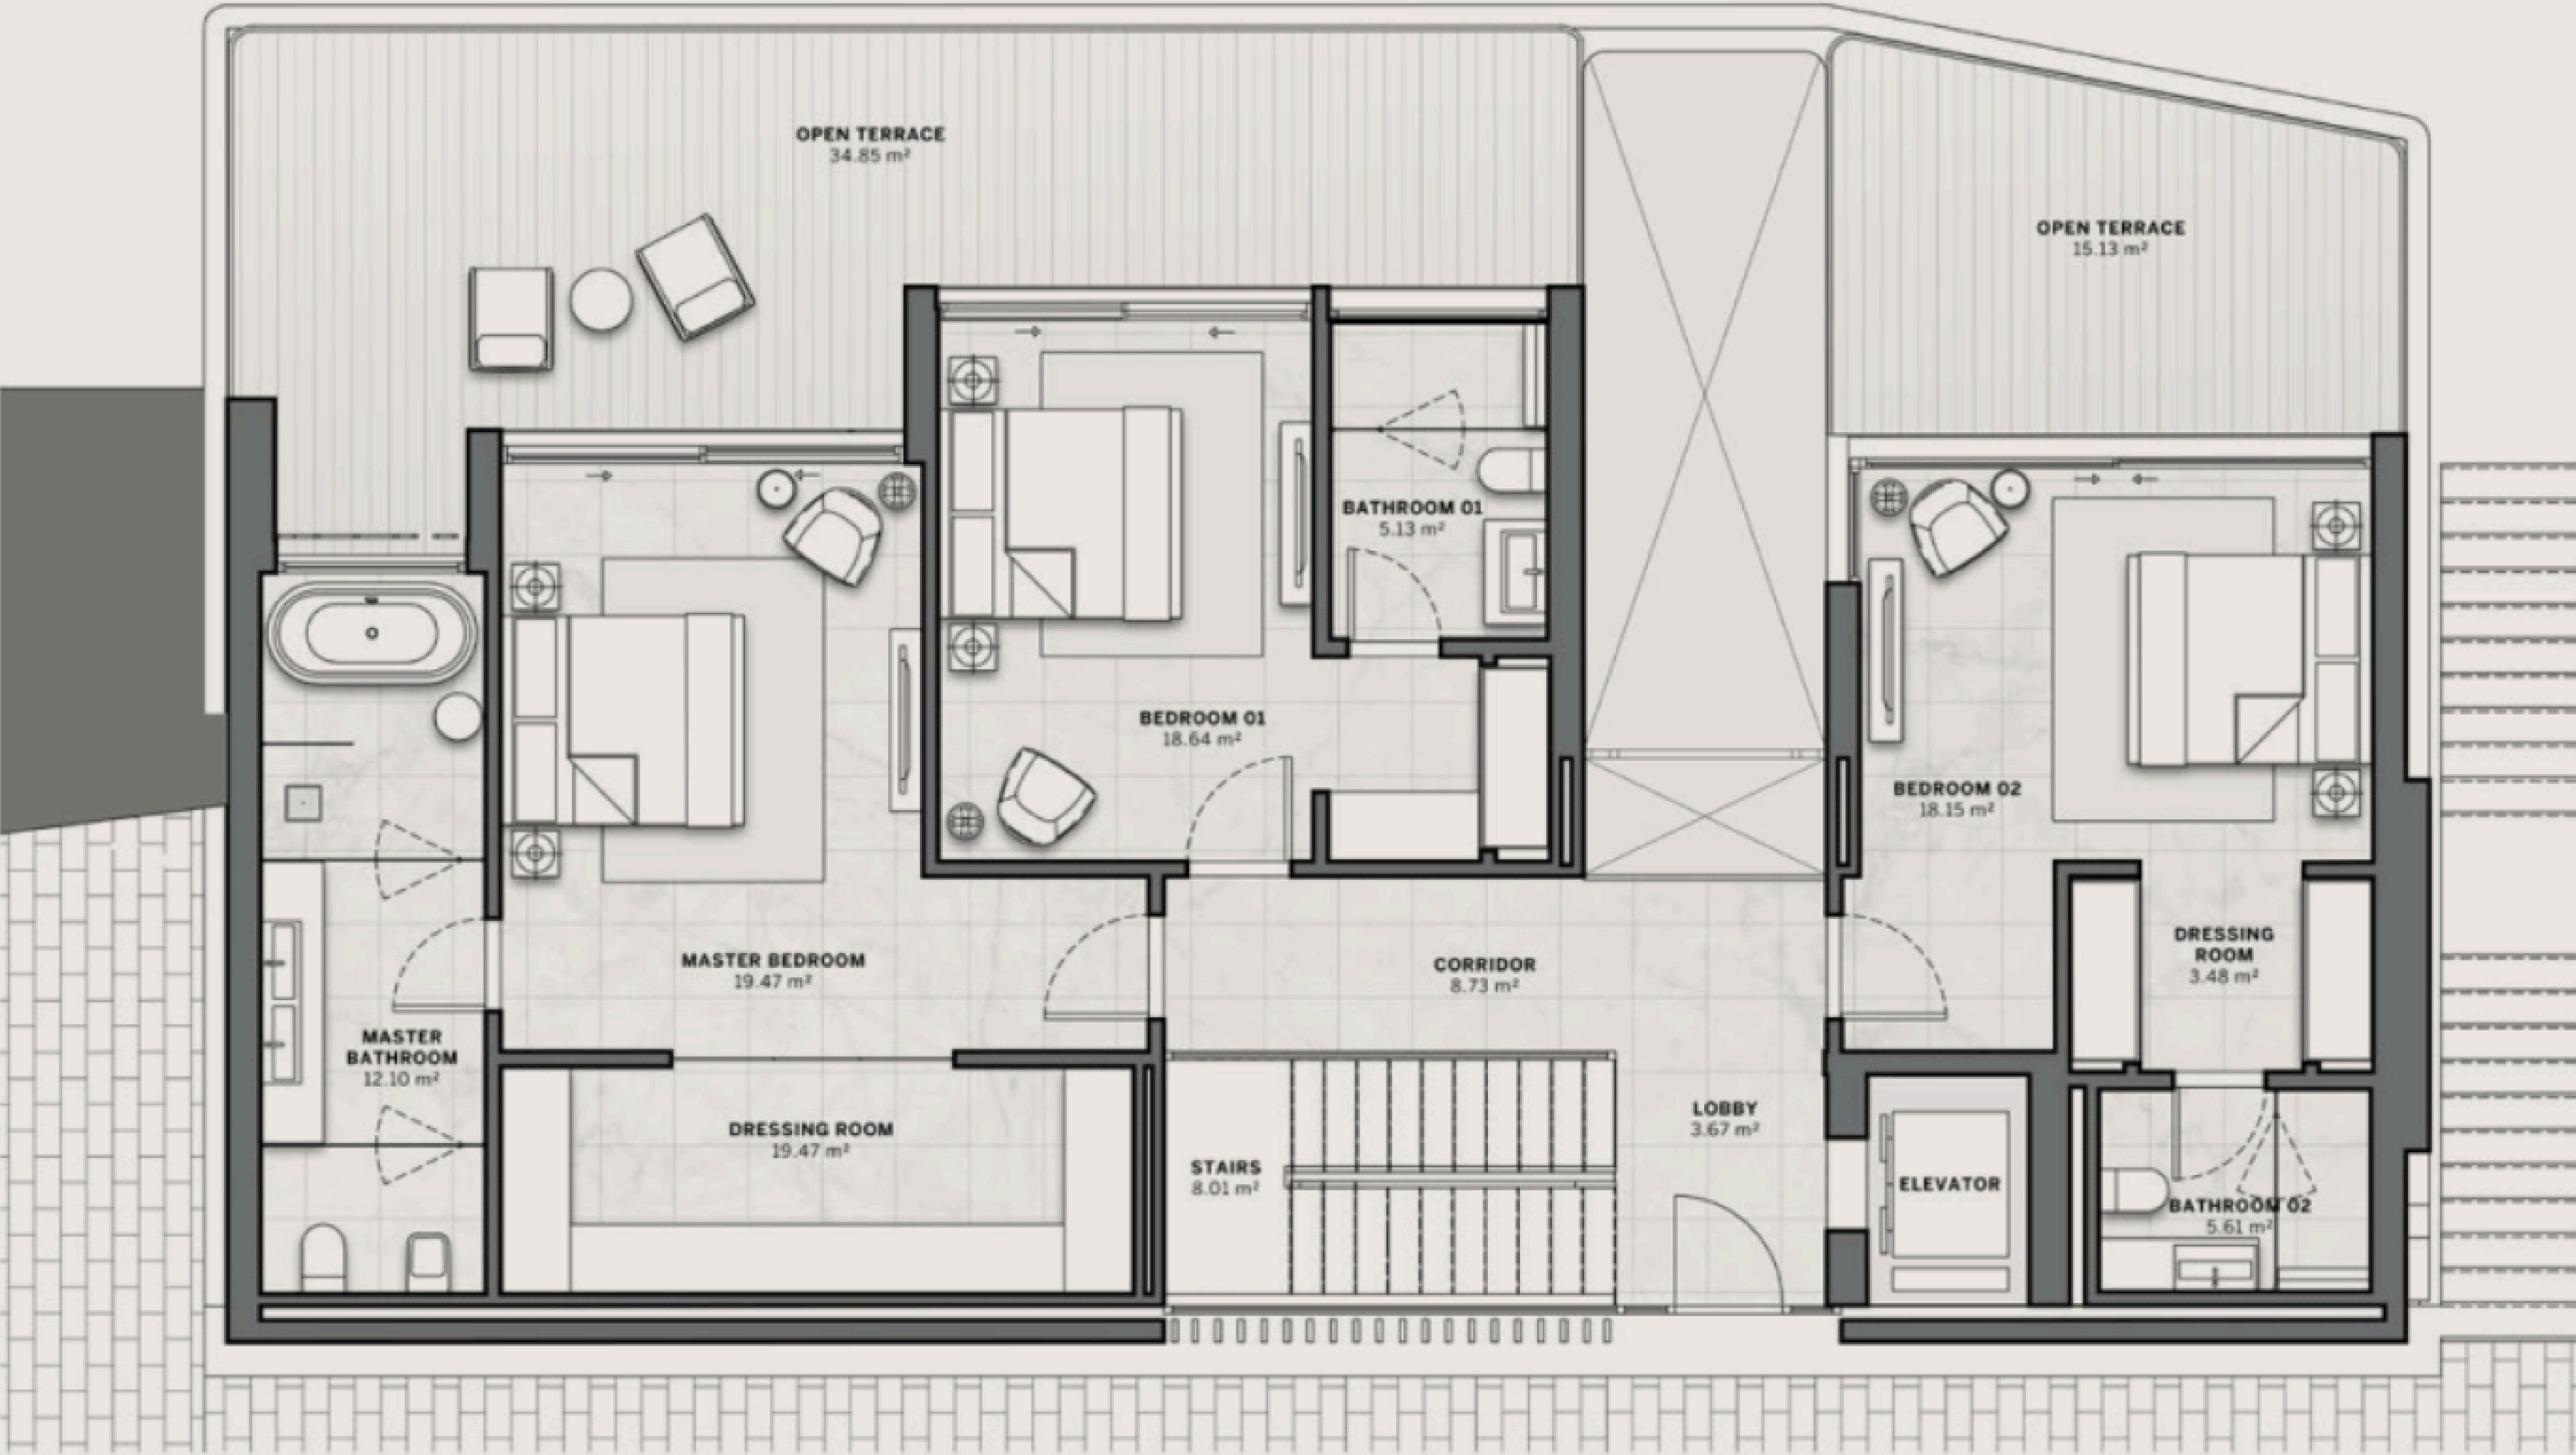 OPEN TERRACE
34.85 m²
OPEN TERRACE
15.13 m²
BATHROOM 01
5.13 m²
BEDROOM 01
18.64 m²
BEDROOM 02
18.15 m²
MASTER BEDROOM
19.47 m²
CORRIDOR
8.73 m²
DRESSING
ROOM
3.48 m²
MASTER
BATHROOM
12.10 m²
DRESSING ROOM
19.47 m²
STAIRS
8.01 m²
LOBBY
3.67 m²
ELEVATOR
BATHROOM 02
5.61 m²